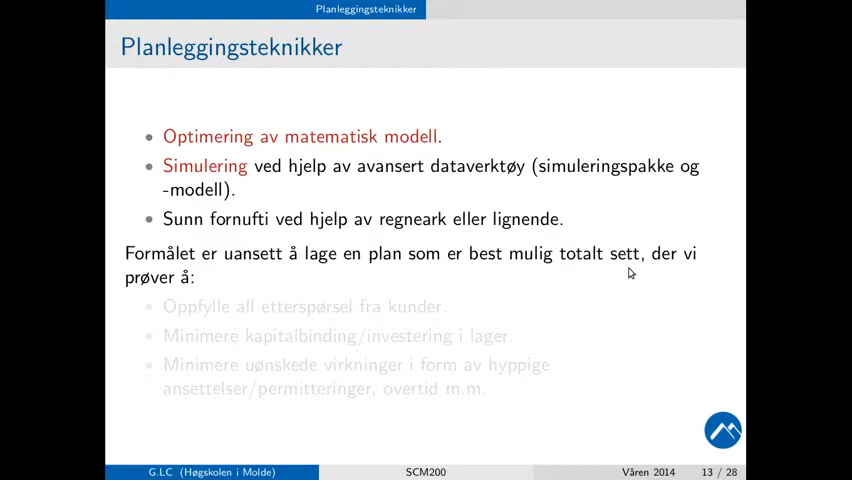 Planleggingsteknikker
Planleggingsteknikker
Optimering av matematisk modell.
Simulering ved hjelp av avansert dataverktøy (simuleringspakke og
-modell).
Sunn fornufti ved hjelp av regneark eller lignende.
Formålet er uansett å lage en plan som er best mulig totalt sett, der vi
prøver å:
Oppfylle all etterspørsel fra kunder.
Minimere kapitalbinding/investering i lager.
Minimere uønskede virkninger i form av hyppige
ansettelser/permitteringer, overtid m.m.
G.LC (Høgskolen i Molde) SCM200 Våren 2014 13 / 28